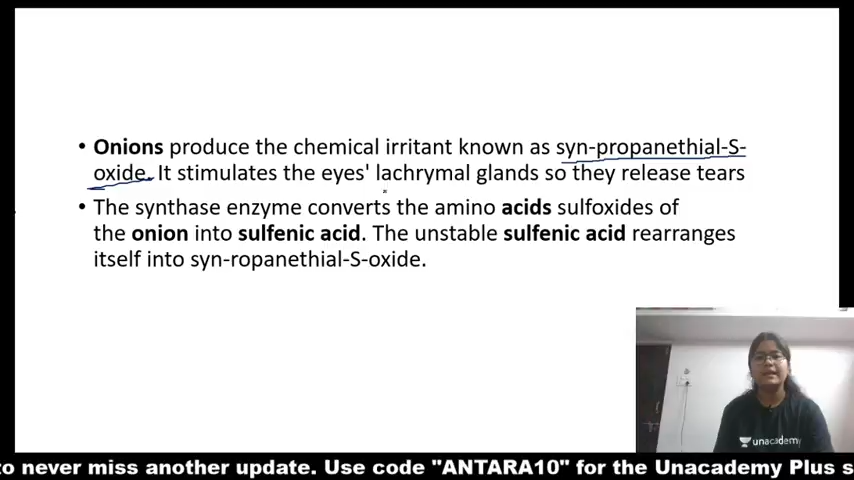 • Onions produce the chemical irritant known as syn-propanethial-S-
oxide. It stimulates the eyes' lachrymal glands so they release tears
• The synthase enzyme converts the amino acids sulfoxides of
the onion into sulfenic acid. The unstable sulfenic acid rearranges
itself into syn-ropanethial-S-oxide.
unacademy
to never miss another update. Use code "ANTARA10" for the Unacademy Plus s